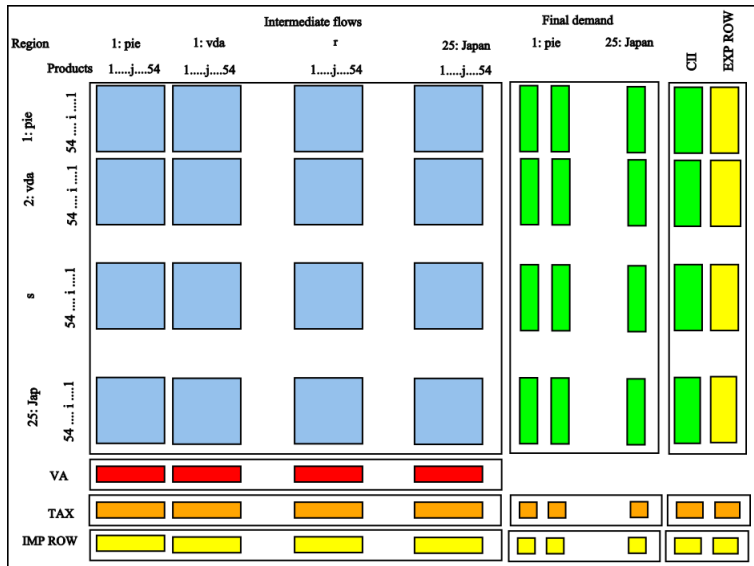 Intermediate flows
Final demand
Region
1: pie
1: vda
r
25: Japan
1: pie
25: Japan
CII
EXP ROW
Products
1.....j....54
1.....j....54
1.....j....54
1.....j....54
1: pie
54 .... i ....1
2: vda
54 .... i ....1
s
54 .... i ....1
25: Jap
54 .... i ....1
VA
TAX
IMP ROW